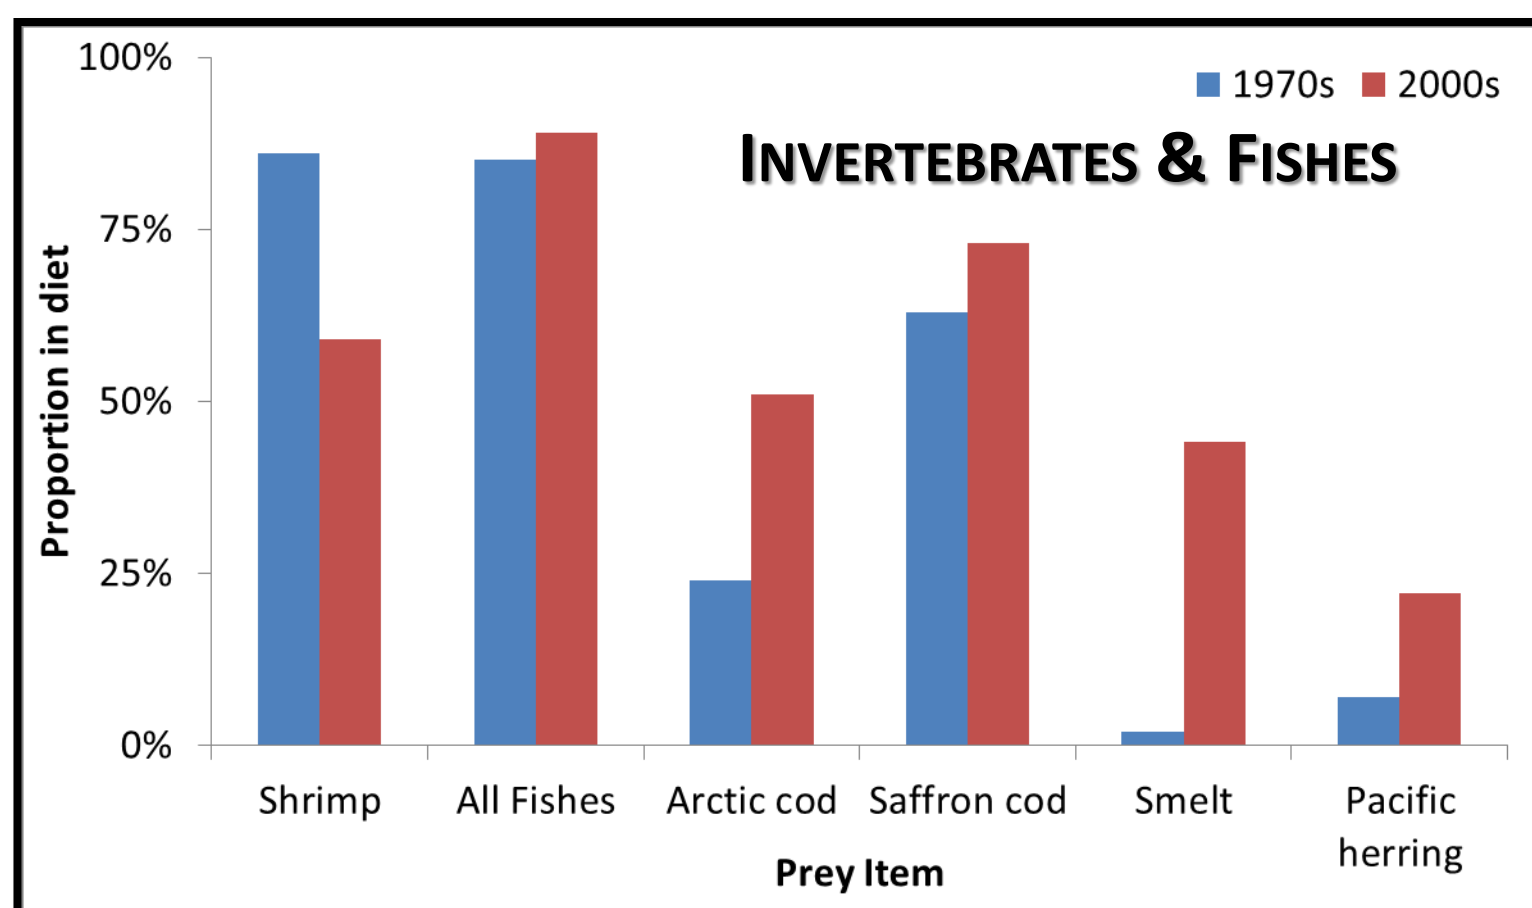 100%
1970s 2000s
INVERTEBRATES & FISHES
75%
Proportion in diet
50%
25%
0%
Shrimp All Fishes Arctic cod Saffron cod Smelt Pacific
herring
Prey Item